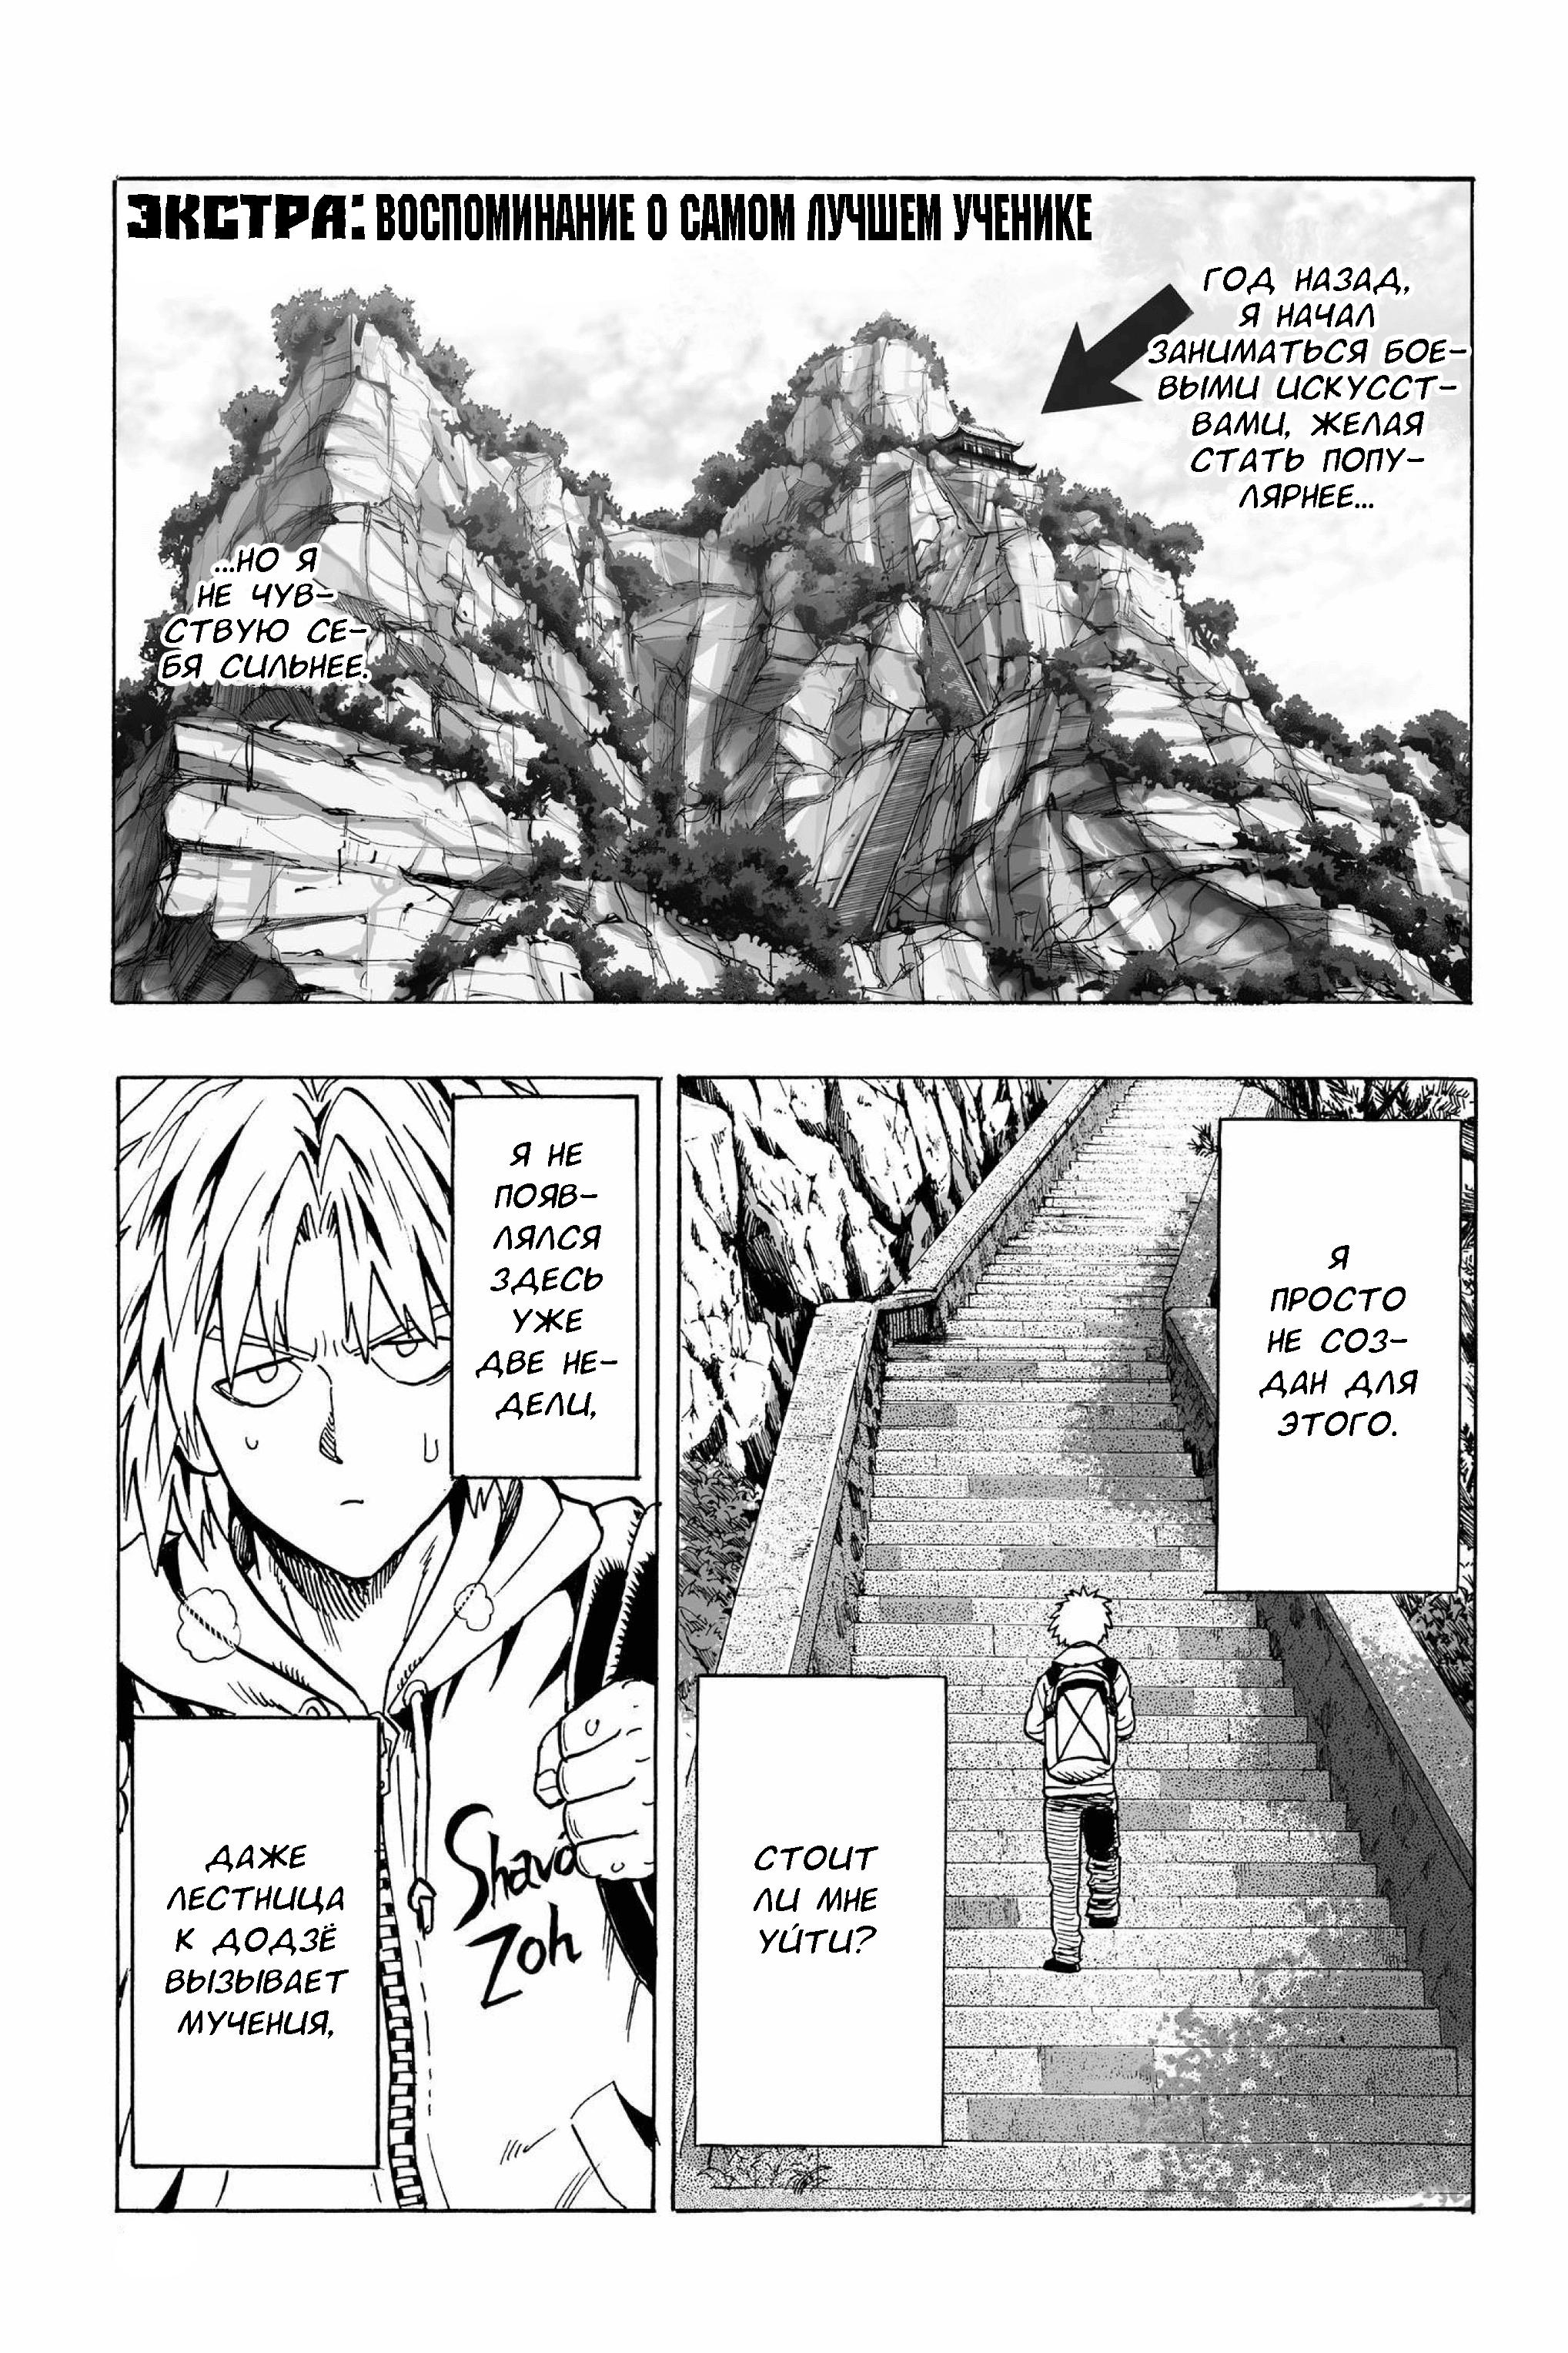 ЭКСТРА: ВОСПОМИНАНИЕ О САМОМ ЛУЧШЕМ УЧЕНИКЕ
ГОД НАЗАД,
Я НАЧАЛ
ЗАНИМАТЬСЯ БОЕ-
ВЫМИ ИСКУССТ-
ВАМИ, ЖЕЛАЯ
СТАТЬ ПОПУ-
ЛЯРНЕЕ...
...НО Я
НЕ ЧУВ-
СТВУЮ СЕ-
БЯ СИЛЬНЕЕ.
Я
ПРОСТО
НЕ СОЗ-
ДАН ДЛЯ
ЭТОГО.
СТОИТ
ЛИ МНЕ
УЙТИ?
Я НЕ
ПОЯВ-
ЛЯЛСЯ
ЗДЕСЬ
УЖЕ
ДВЕ НЕ-
ДЕЛИ,
ДАЖЕ
ЛЕСТНИЦА
К ДОДЗЁ
ВЫЗЫВАЕТ
МУЧЕНИЯ,
Shava
Zoh